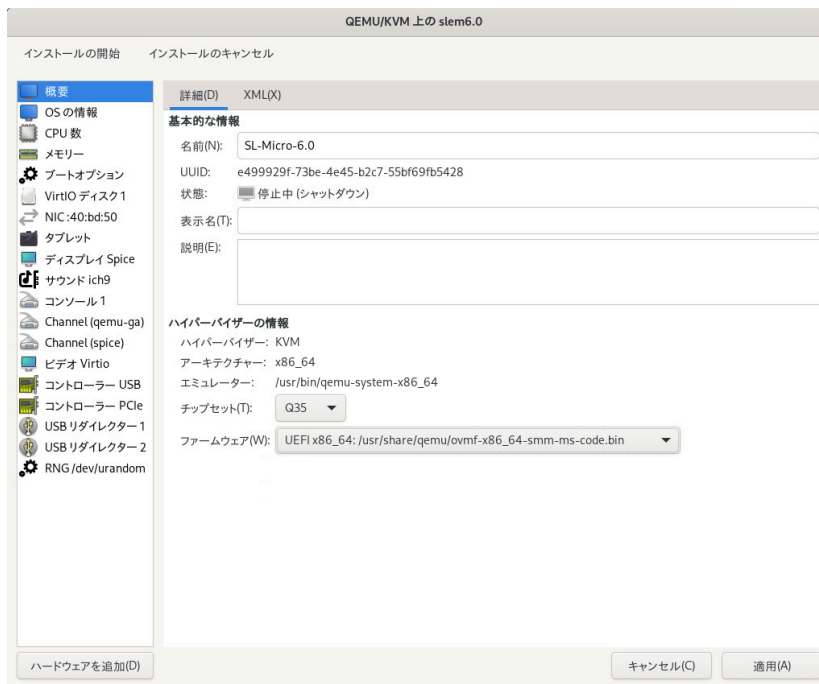 QEMU/KVM 上の slem6.0
インストールの開始 インストールのキャンセル
概要
OS の情報
CPU 数
メモリー
ブートオプション
VirtIO ディスク 1
NIC :40:bd:50
タブレット
ディスプレイ Spice
サウンド ich9
コンソール 1
Channel (qemu-ga)
Channel (spice)
ビデオ Virtio
コントローラー USB
コントローラー PCIe
USB リダイレクター 1
USB リダイレクター 2
RNG /dev/urandom
ハードウェアを追加(D)
詳細(D) XML(X)
基本的な情報
名前(N): SL-Micro-6.0
UUID: e499929f-73be-4e45-b2c7-55bf69fb5428
状態: 停止中 (シャットダウン)
表示名(T):
説明(E):
ハイパーバイザーの情報
ハイパーバイザー: KVM
アーキテクチャー: x86_64
エミュレーター: /usr/bin/qemu-system-x86_64
チップセット(T): Q35
ファームウェア(W): UEFI x86_64: /usr/share/qemu/ovmf-x86_64-smm-ms-code.bin
キャンセル(C) 適用(A)